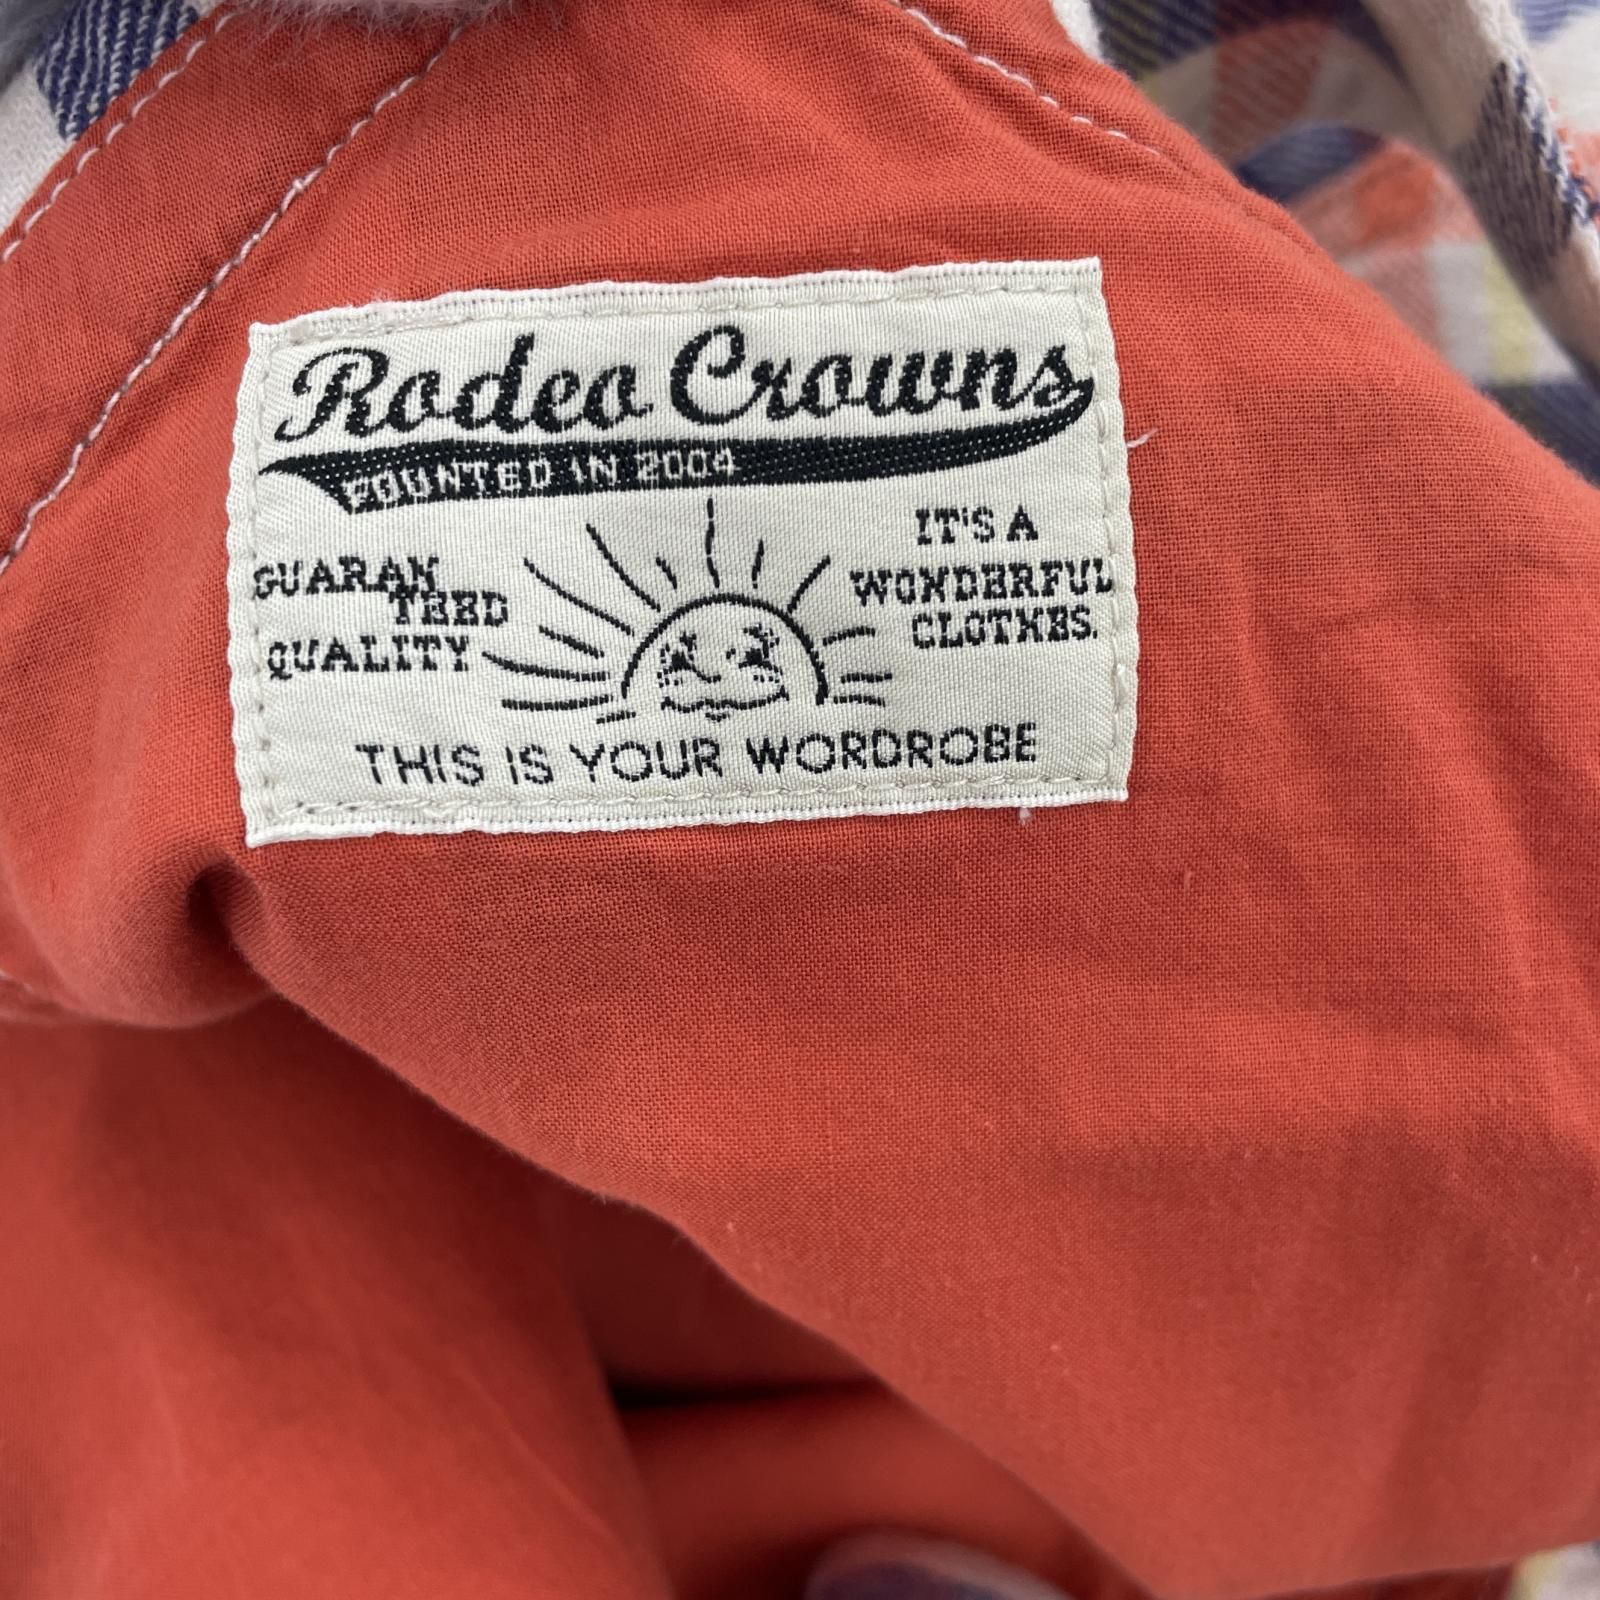 Rodeo Crowns
FOUNTED IN 2004
GUARAN
TEED
QUALITY
IT'S A
WONDERFUL
CLOTHES.
THIS IS YOUR WORDROBE